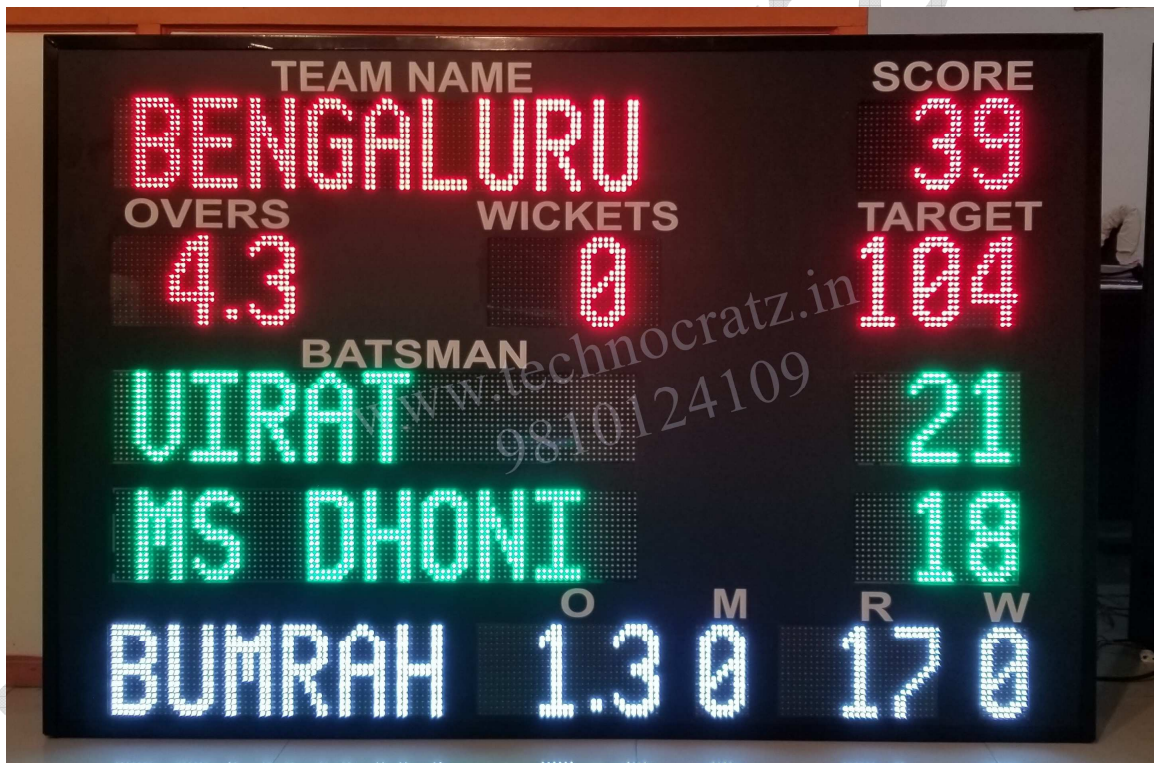 TEAM NAME SCORE
BENGALURU 39
OVERS WICKETS TARGET
4.3 0 104
BATSMAN
VIRAT 21
MS DHONI 18
O M R W
BUMRAH 1.3 0 17 0
www.technocratz.in
9810124109